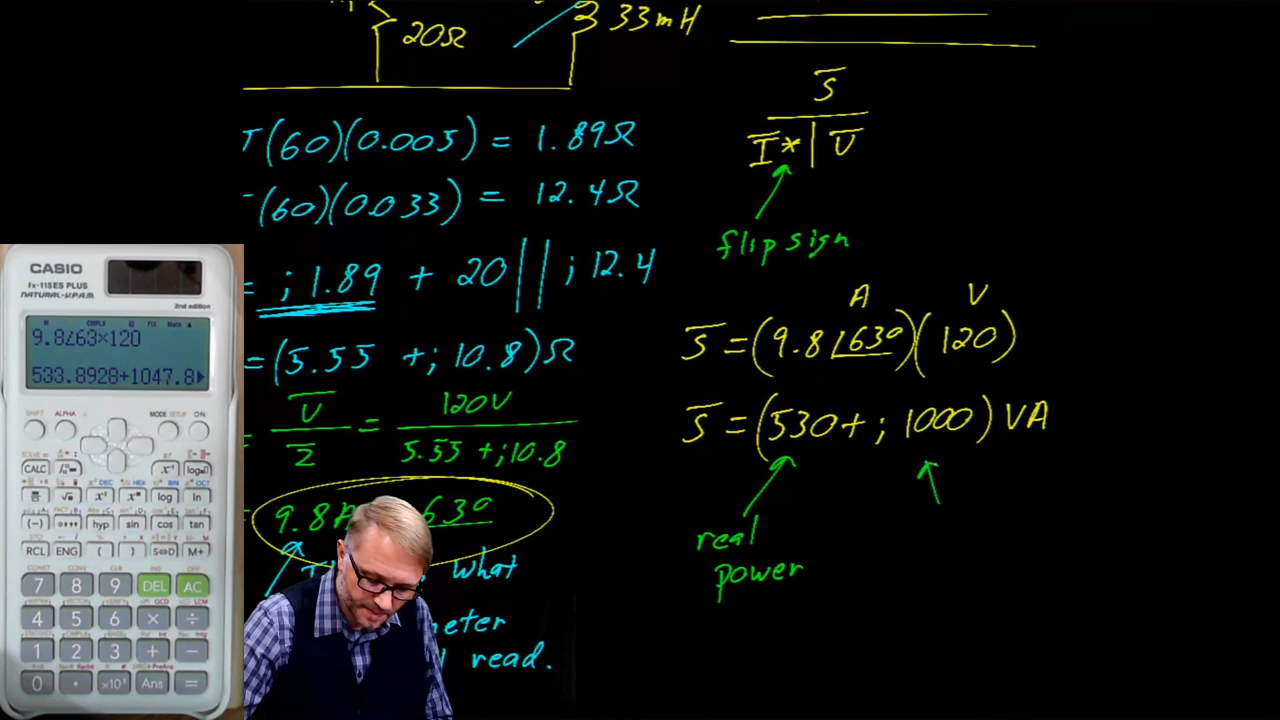 20Ω
33mH
(60)(0.005) = 1.89Ω
(60)(0.033) = 12.4Ω
= j1.89 + 20 || j12.4
= (5.55 + j10.8)Ω
V̅/Z̅ = 120V/5.55 + j10.8
9.8A 63°
what
meter
read.
S̅
I̅* | V̅
flip sign
A V
S̅ = (9.8∠63°)(120)
S̅ = (530 + j1000) VA
real
power
CASIO
fx-115ES PLUS
NATURAL-V.P.A.M.
2nd edition
9.8∠63×120
533.8928+1047.8
SHIFT ALPHA MODE SETUP ON
CALC
log ln
(−) hyp sin cos tan
RCL ENG ( ) S⇔D M+
7 8 9 DEL AC
4 5 6 × ÷
1 2 3 + −
0 . ×10ˣ Ans =